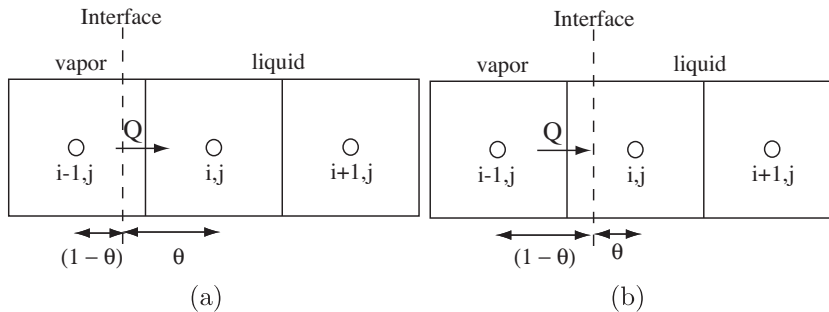 Interface
vapor
liquid
Q
i-1,j
i,j
i+1,j
(1 − θ)
θ
(a)
Interface
vapor
liquid
Q
i-1,j
i,j
i+1,j
(1 − θ)
θ
(b)